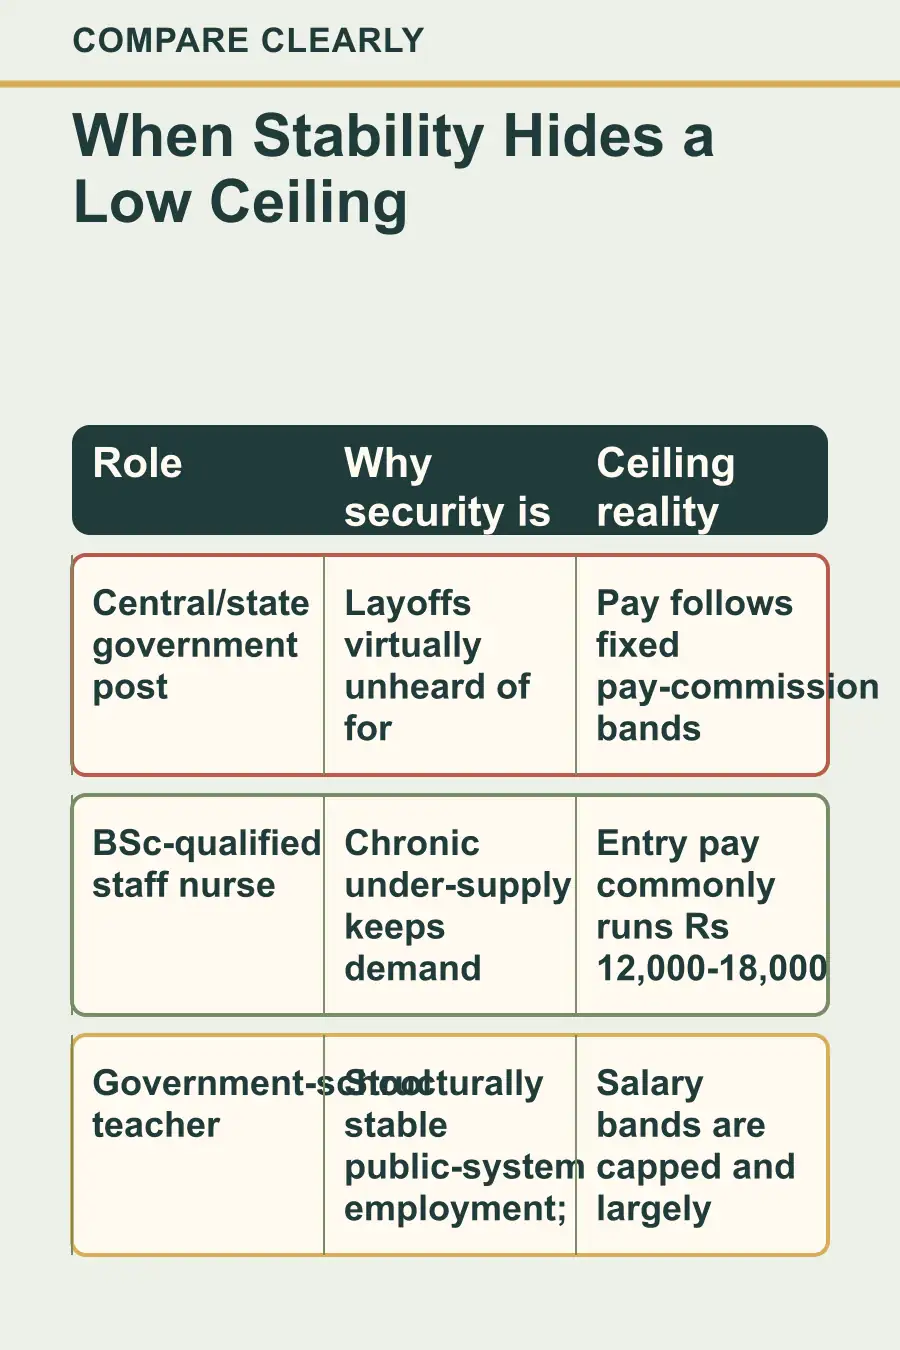 COMPARE CLEARLY
When Stability Hides a
Low Ceiling
Role
Why
security is
Ceiling
reality
Central/state
government
post
Layoffs
virtually
unheard of
for
Pay follows
fixed
pay-commission
bands
BSc-qualified
staff nurse
Chronic
under-supply
keeps
demand
Entry pay
commonly
runs Rs
12,000-18,000
Government-school
teacher
Structurally
stable
public-system
employment;
Salary
bands are
capped and
largely